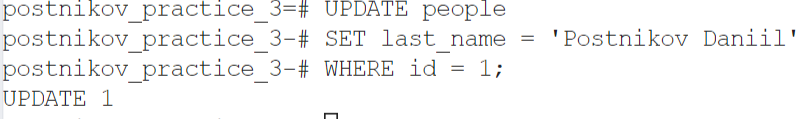 postnikov_practice_3=# UPDATE people
postnikov_practice_3-# SET last_name = 'Postnikov Daniil'
postnikov_practice_3-# WHERE id = 1;
UPDATE 1